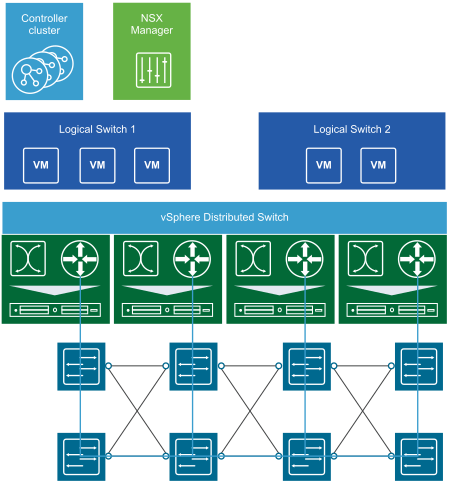 Controller
cluster
NSX
Manager
Logical Switch 1
VM
VM
VM
Logical Switch 2
VM
VM
vSphere Distributed Switch